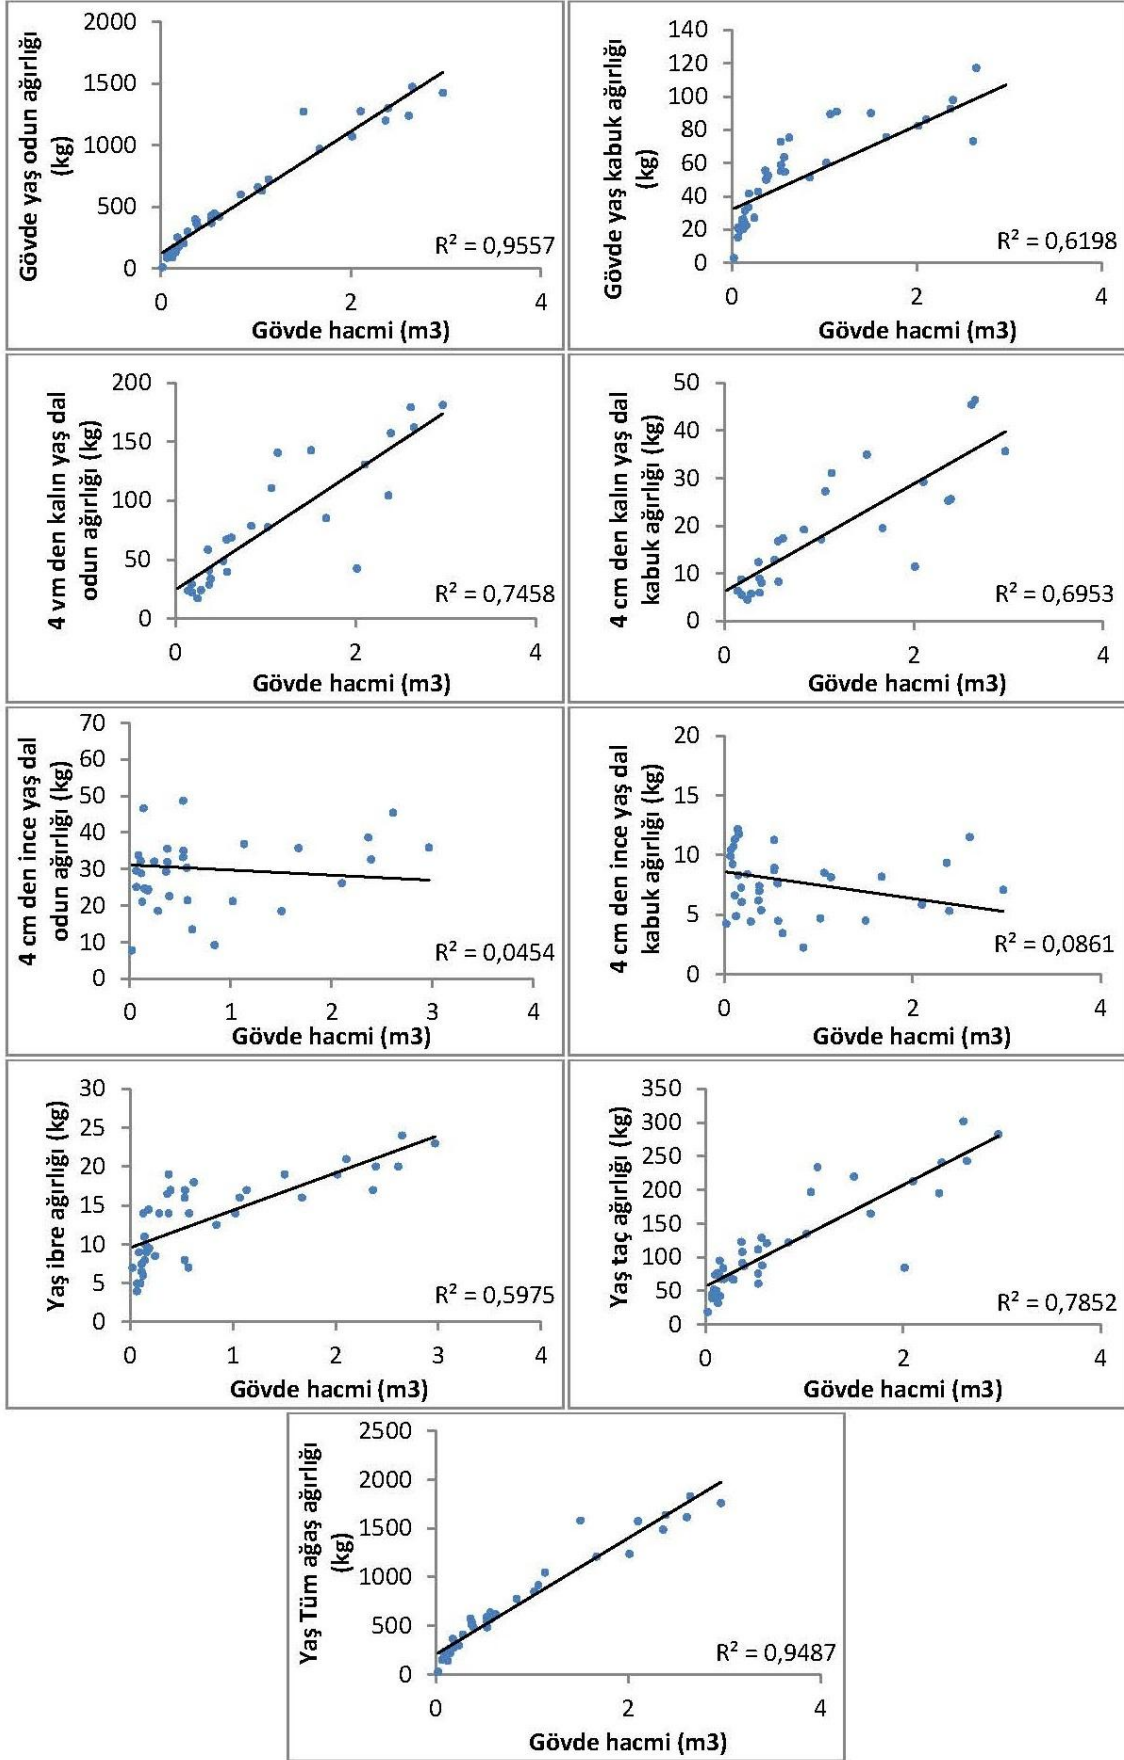 Gövde yaş odun ağırlığı
(kg)
2000
1500
1000
500
0
R² = 0,9557
0 2 4
Gövde hacmi (m3)
Gövde yaş kabuk ağırlığı
(kg)
140
120
100
80
60
40
20
0
R² = 0,6198
0 2 4
Gövde hacmi (m3)
4 vm den kalın yaş dal
odun ağırlığı (kg)
200
150
100
50
0
R² = 0,7458
0 2 4
Gövde hacmi (m3)
4 cm den kalın yaş dal
kabuk ağırlığı (kg)
50
40
30
20
10
0
R² = 0,6953
0 2 4
Gövde hacmi (m3)
4 cm den ince yaş dal
odun ağırlığı (kg)
70
60
50
40
30
20
10
0
R² = 0,0454
0 1 2 3 4
Gövde hacmi (m3)
4 cm den ince yaş dal
kabuk ağırlığı (kg)
20
15
10
5
0
R² = 0,0861
0 2 4
Gövde hacmi (m3)
Yaş ibre ağırlığı (kg)
30
25
20
15
10
5
0
R² = 0,5975
0 1 2 3 4
Gövde hacmi (m3)
Yaş taç ağırlığı (kg)
350
300
250
200
150
100
50
0
R² = 0,7852
0 2 4
Gövde hacmi (m3)
Yaş Tüm ağaş ağırlığı
(kg)
2500
2000
1500
1000
500
0
R² = 0,9487
0 2 4
Gövde hacmi (m3)